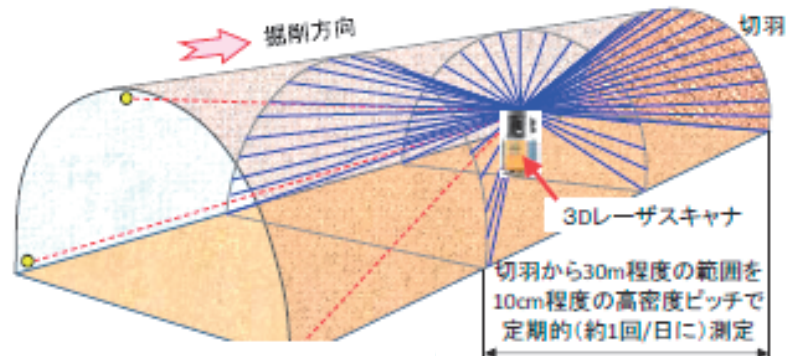 掘削方向
切羽
3Dレーザスキャナ
切羽から30m程度の範囲を
10cm程度の高密度ピッチで
定期的(約1回/日に)測定